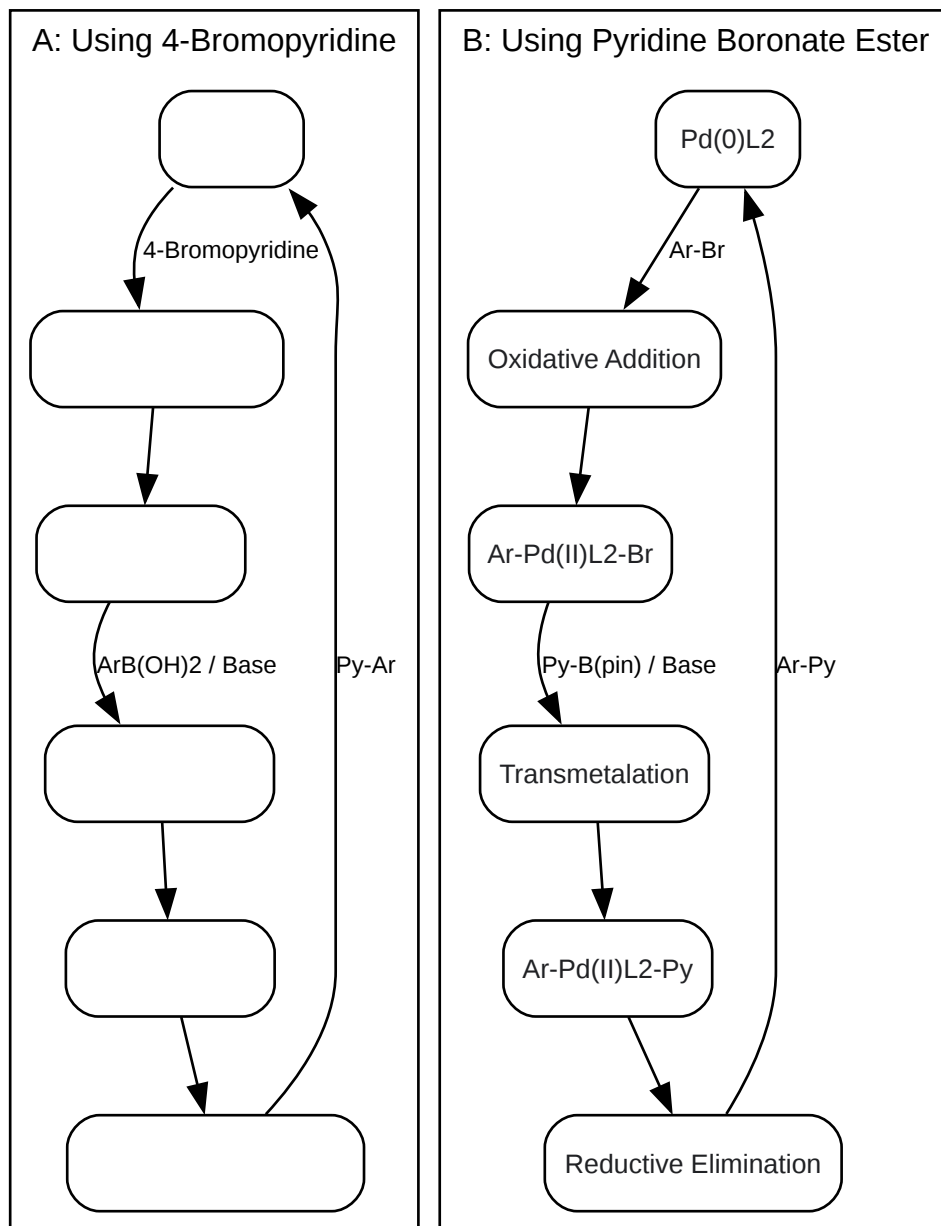 A: Using 4-Bromopyridine
4-Bromopyridine
ArB(OH)2 / Base
Py-Ar
B: Using Pyridine Boronate Ester
Pd(0)L2
Ar-Br
Oxidative Addition
Ar-Pd(II)L2-Br
Py-B(pin) / Base
Ar-Py
Transmetalation
Ar-Pd(II)L2-Py
Reductive Elimination